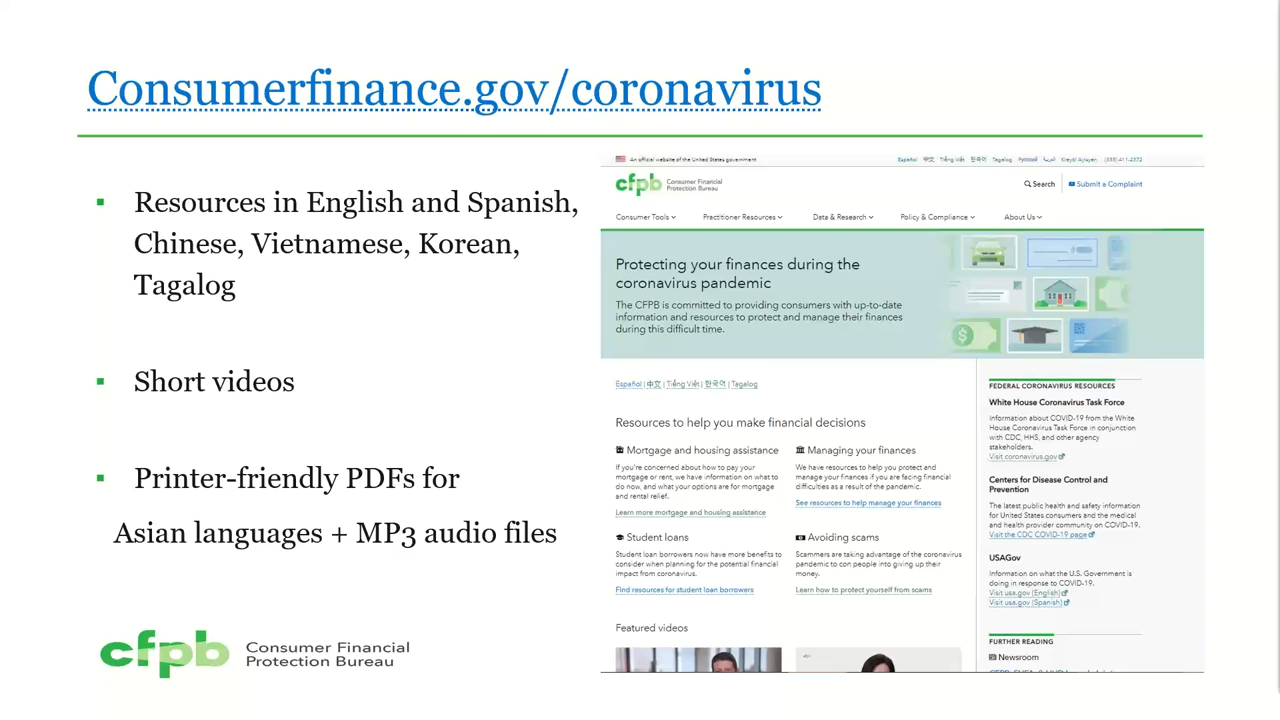 Consumerfinance.gov/coronavirus
Resources in English and Spanish,
Chinese, Vietnamese, Korean,
Tagalog
Short videos
Printer-friendly PDFs for
Asian languages + MP3 audio files
cfpb Consumer Financial
Protection Bureau
An official website of the United States government
Español 中文 Tiếng Việt 한국어 Tagalog Русский العربية Kreyòl Ayisyen (855) 411-2372
cfpb Consumer Financial
Protection Bureau
Search
Submit a Complaint
Consumer Tools
Practitioner Resources
Data & Research
Policy & Compliance
About Us
Protecting your finances during the
coronavirus pandemic
The CFPB is committed to providing consumers with up-to-date
information and resources to protect and manage their finances
during this difficult time.
Español | 中文 | Tiếng Việt | 한국어 | Tagalog
Resources to help you make financial decisions
Mortgage and housing assistance
If you're concerned about how to pay your
mortgage or rent, we have information on what to
do now, and what your options are for mortgage
and rental relief.
Learn more mortgage and housing assistance
Managing your finances
We have resources to help you protect and
manage your finances if you are facing financial
difficulties as a result of the pandemic.
See resources to help manage your finances
Student loans
Student loan borrowers now have more benefits to
consider when planning for the potential financial
impact from coronavirus.
Find resources for student loan borrowers
Avoiding scams
Scammers are taking advantage of the coronavirus
pandemic to con people into giving up their
money.
Learn how to protect yourself from scams
Featured videos
FEDERAL CORONAVIRUS RESOURCES
White House Coronavirus Task Force
Information about COVID-19 from the White
House Coronavirus Task Force in conjunction
with CDC, HHS, and other agency
stakeholders.
Visit coronavirus.gov
Centers for Disease Control and
Prevention
The latest public health and safety information
for United States consumers and the medical
and health provider community on COVID-19.
Visit the CDC COVID-19 page
USAGov
Information on what the U.S. Government is
doing in response to COVID-19.
Visit usa.gov (English)
Visit usa.gov (Spanish)
FURTHER READING
Newsroom